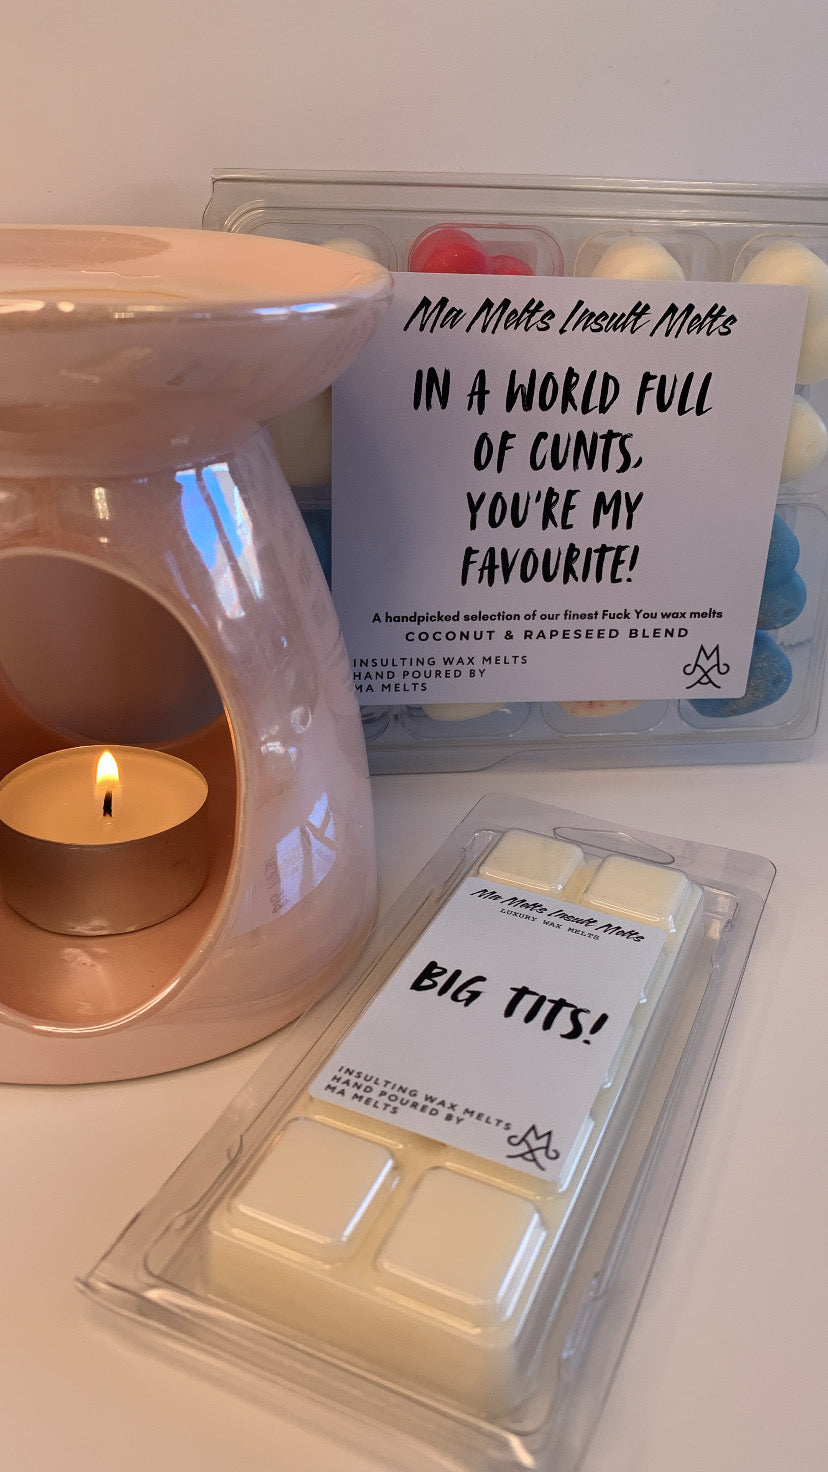 Ma Melts Insult Melts
IN A WORLD FULL
OF CUNTS,
YOU'RE MY
FAVOURITE!
A handpicked selection of our finest Fuck You wax melts
COCONUT & RAPESEED BLEND
INSULTING WAX MELTS
HAND POURED BY
MA MELTS
Ma Melts Insult Melts
LUXURY WAX MELTS
BIG TITS!
INSULTING WAX MELTS
HAND POURED BY
MA MELTS